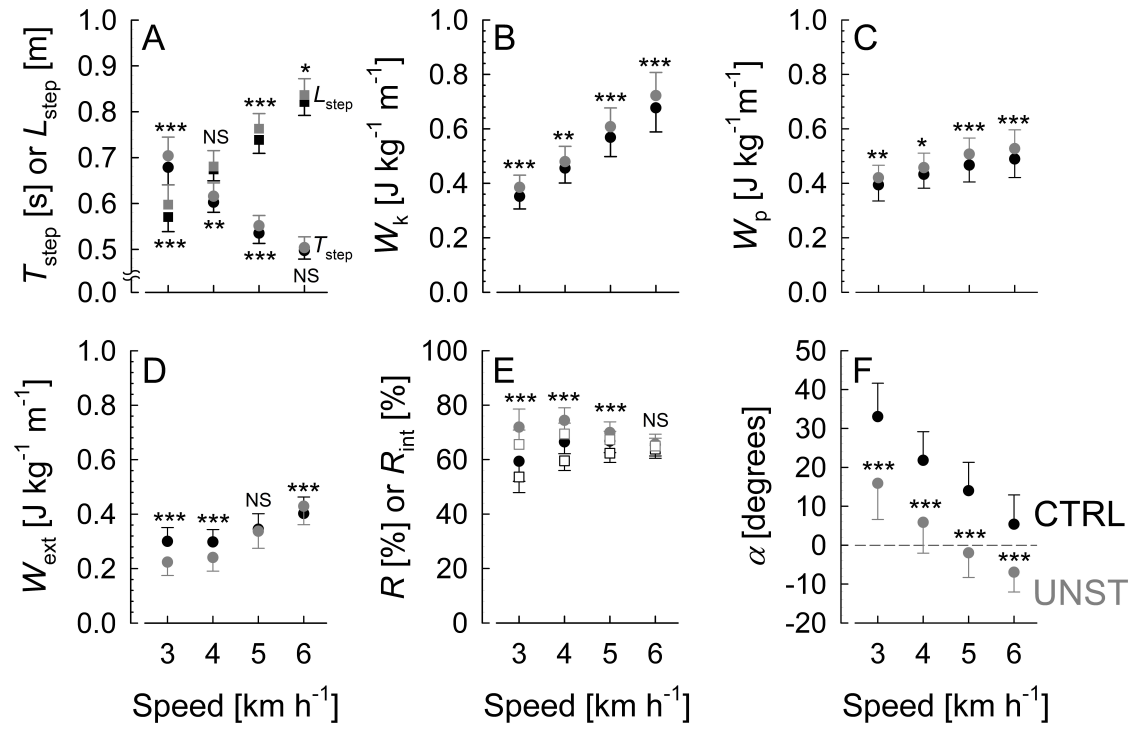 A
B
C
T_step [s] or L_step [m]
1.0
0.9
0.8
0.7
0.6
0.5
0.0
***
NS
***
*
L_step
***
**
***
NS
T_step
W_k [J kg⁻¹ m⁻¹]
1.0
0.8
0.6
0.4
0.2
0.0
***
**
***
***
W_p [J kg⁻¹ m⁻¹]
1.0
0.8
0.6
0.4
0.2
0.0
**
*
***
***
D
E
F
W_ext [J kg⁻¹ m⁻¹]
1.0
0.8
0.6
0.4
0.2
0.0
***
***
NS
***
3 4 5 6
Speed [km h⁻¹]
R [%] or R_int [%]
100
80
60
40
20
0
***
***
***
NS
3 4 5 6
Speed [km h⁻¹]
α [degrees]
50
40
30
20
10
0
-10
-20
***
***
***
***
CTRL
UNST
3 4 5 6
Speed [km h⁻¹]